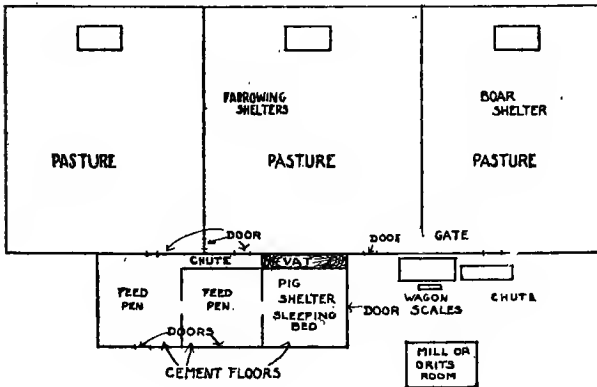 FARROWING
SHELTERS
BOAR
SHELTER
PASTURE
PASTURE
PASTURE
DOOR
DOOR
GATE
CHUTE
VAT
FEED
PEN
FEED
PEN.
PIG
SHELTER
SLEEPING
BED
DOOR
WAGON
SCALES
CHUTE
DOORS
CEMENT FLOORS
MILL OR
GRITS
ROOM